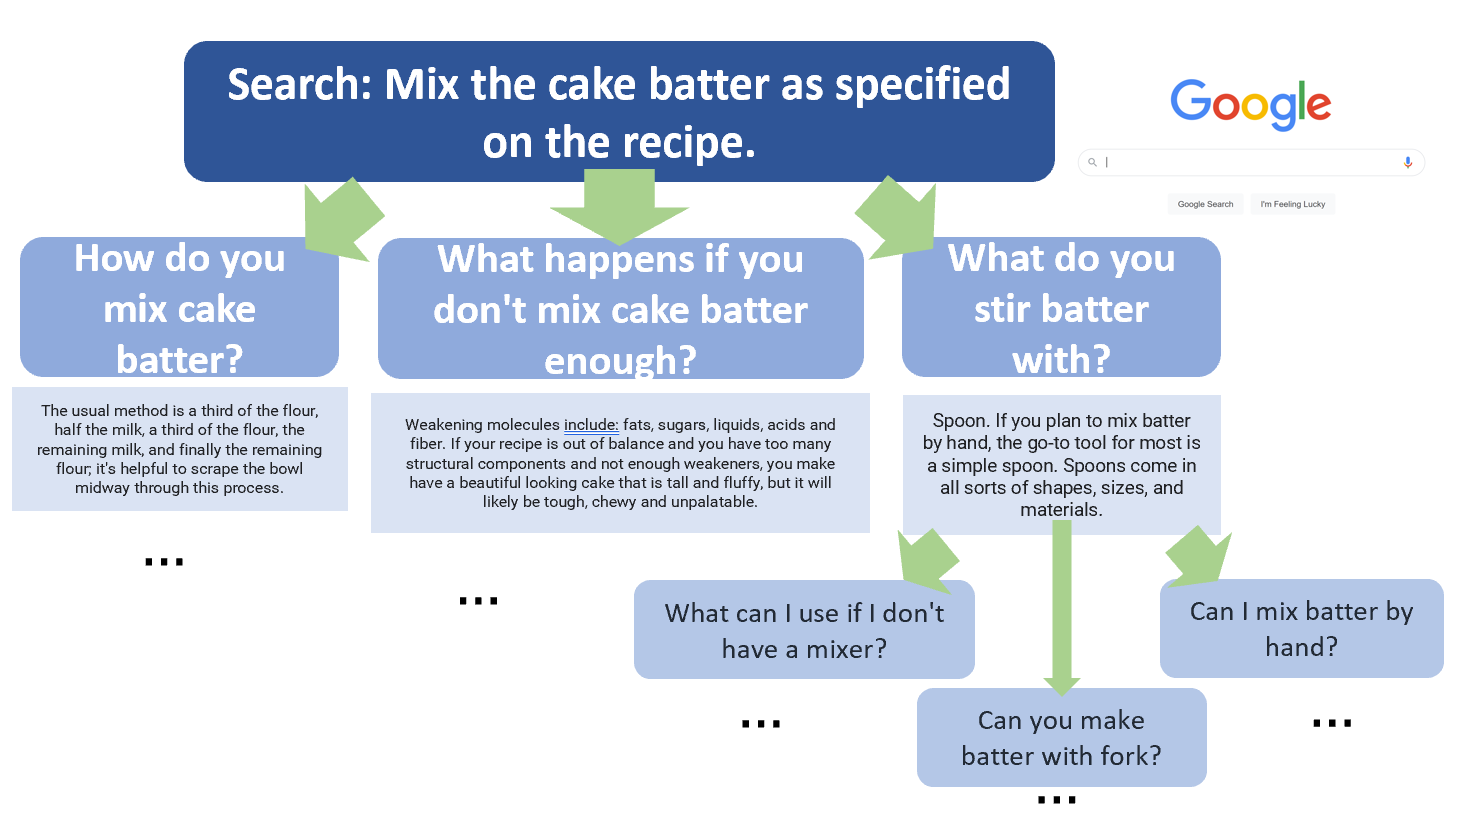 Search: Mix the cake batter as specified
on the recipe.
Google
Google Search
I'm Feeling Lucky
How do you
mix cake
batter?
What happens if you
don't mix cake batter
enough?
What do you
stir batter
with?
The usual method is a third of the flour,
half the milk, a third of the flour, the
remaining milk, and finally the remaining
flour; it's helpful to scrape the bowl
midway through this process.
...
Weakening molecules include: fats, sugars, liquids, acids and
fiber. If your recipe is out of balance and you have too many
structural components and not enough weakeners, you make
have a beautiful looking cake that is tall and fluffy, but it will
likely be tough, chewy and unpalatable.
...
Spoon. If you plan to mix batter
by hand, the go-to tool for most is
a simple spoon. Spoons come in
all sorts of shapes, sizes, and
materials.
What can I use if I don't
have a mixer?
...
Can you make
batter with fork?
...
Can I mix batter by
hand?
...